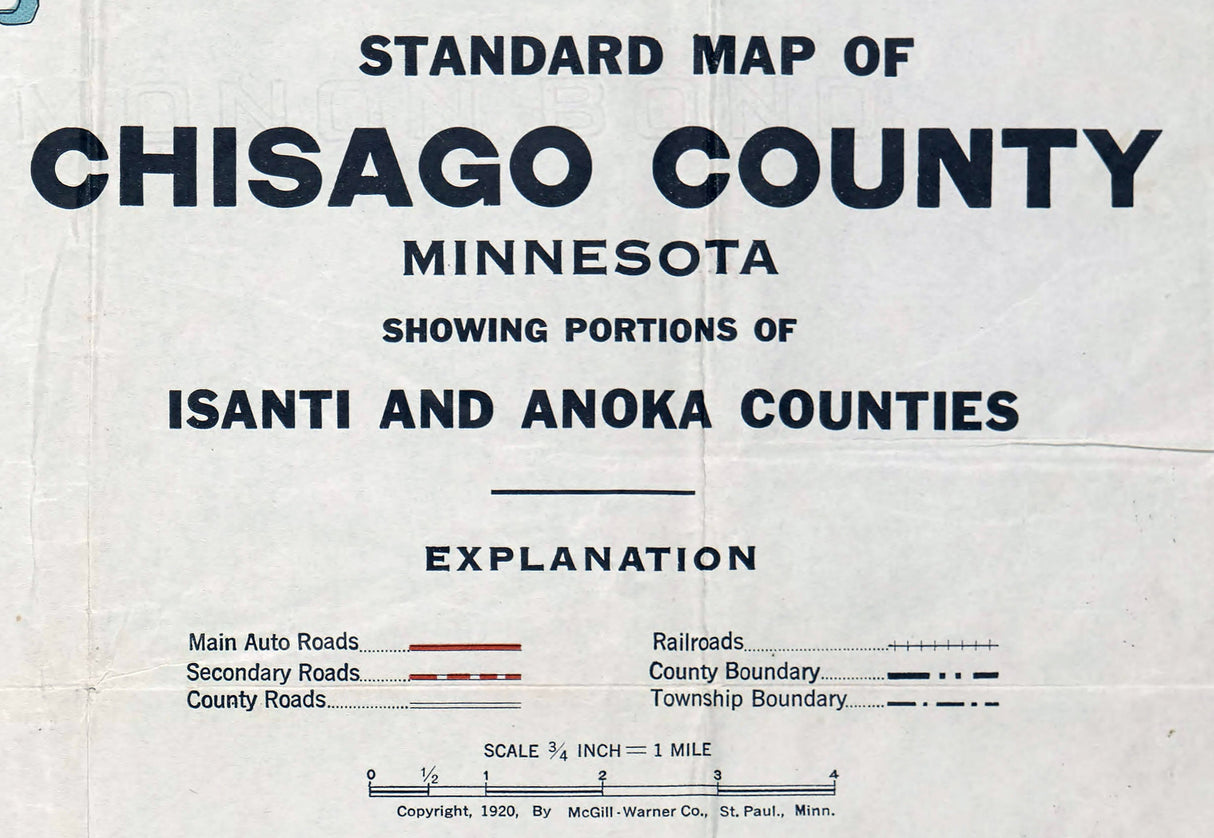 STANDARD MAP OF
CHISAGO COUNTY
MINNESOTA
SHOWING PORTIONS OF
ISANTI AND ANOKA COUNTIES
EXPLANATION
Main Auto Roads
Secondary Roads
County Roads
Railroads
County Boundary
Township Boundary
SCALE ¾ INCH = 1 MILE
0 ½ 1 2 3 4
Copyright, 1920, By McGill-Warner Co., St. Paul., Minn.